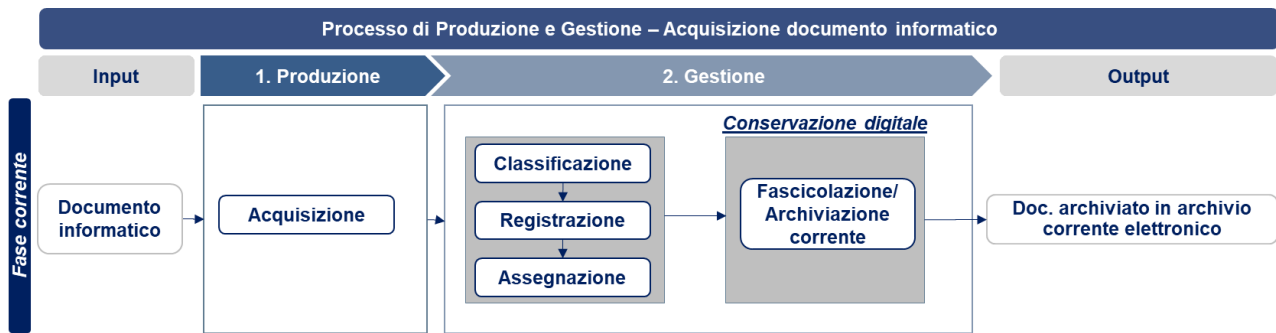 Processo di Produzione e Gestione – Acquisizione documento informatico
Input
1. Produzione
2. Gestione
Output
Fase corrente
Documento
informatico
Acquisizione
Classificazione
Registrazione
Assegnazione
Conservazione digitale
Fascicolazione/
Archiviazione
corrente
Doc. archiviato in archivio
corrente elettronico